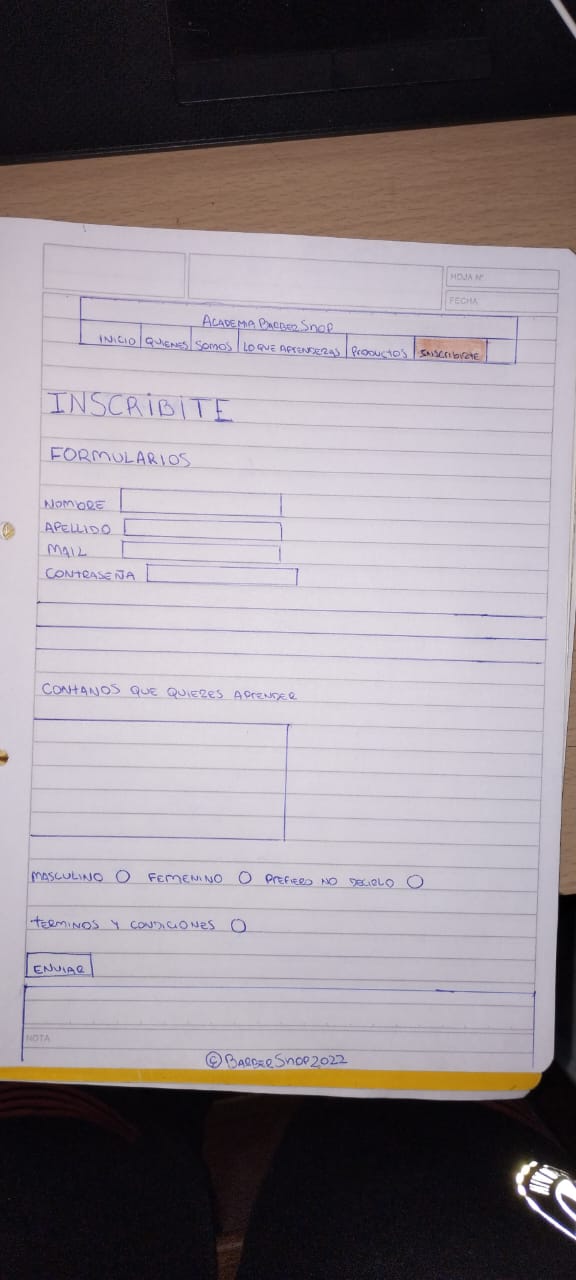 HOJA Nº
FECHA
ACADEMIA BARBER SHOP
INICIO QUIENES SOMOS LO QUE APRENDERAS PRODUCTOS SUSCRIBIRTE
INSCRIBITE
FORMULARIOS
NOMBRE
APELLIDO
MAIL
CONTRASEÑA
CONTANOS QUE QUIERES APRENDER
MASCULINO FEMENINO PREFIERO NO DECIRLO
TERMINOS Y CONDICIONES
ENVIAR
NOTA
© BARBER SHOP 2022